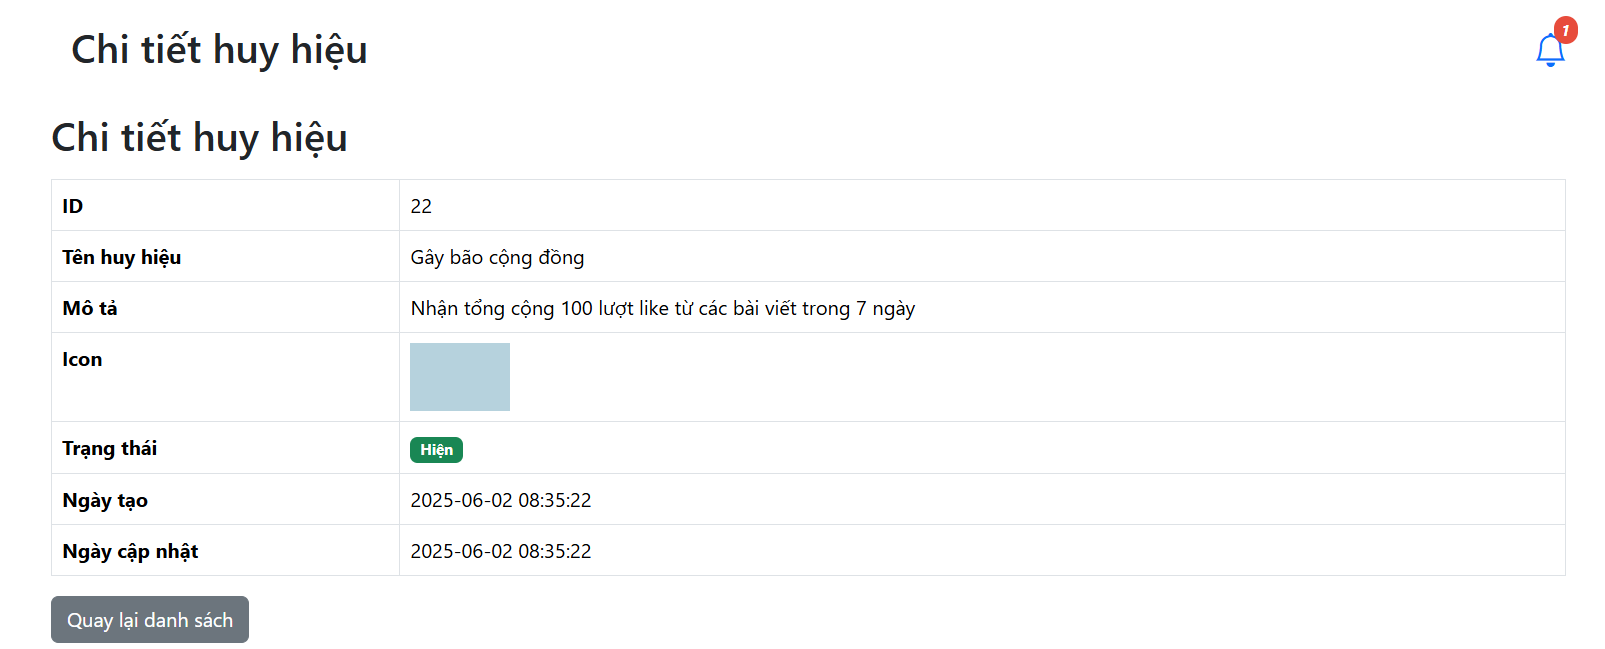 Chi tiết huy hiệu
1
Chi tiết huy hiệu
ID 22
Tên huy hiệu Gây bão cộng đồng
Mô tả Nhận tổng cộng 100 lượt like từ các bài viết trong 7 ngày
Icon
Trạng thái Hiện
Ngày tạo 2025-06-02 08:35:22
Ngày cập nhật 2025-06-02 08:35:22
Quay lại danh sách